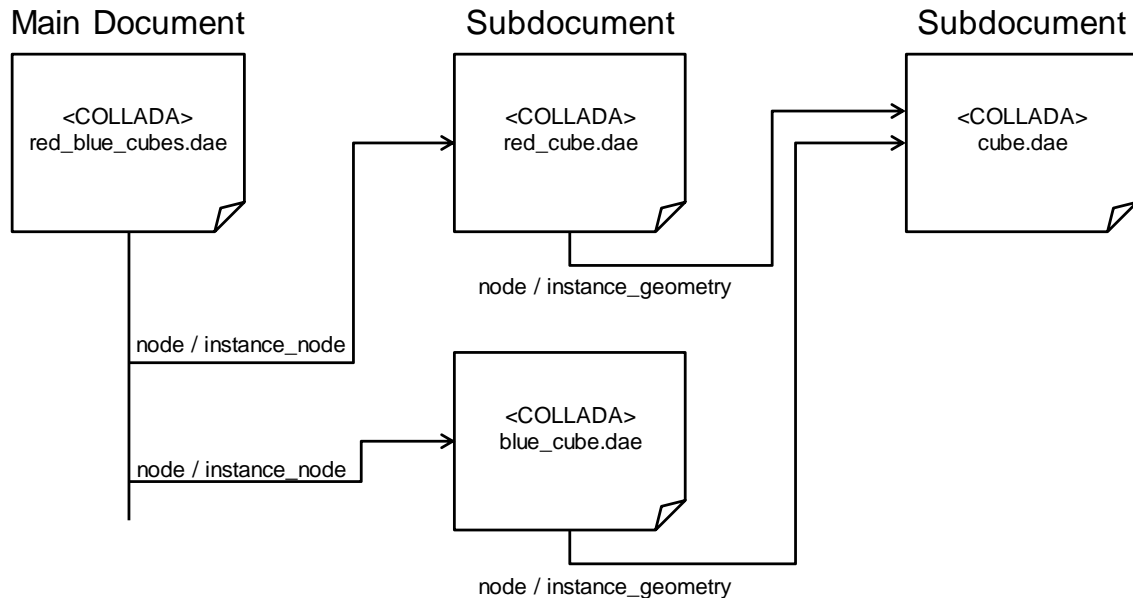 Main Document
Subdocument
Subdocument
<COLLADA>
red_blue_cubes.dae
<COLLADA>
red_cube.dae
<COLLADA>
cube.dae
node / instance_geometry
node / instance_node
<COLLADA>
blue_cube.dae
node / instance_node
node / instance_geometry